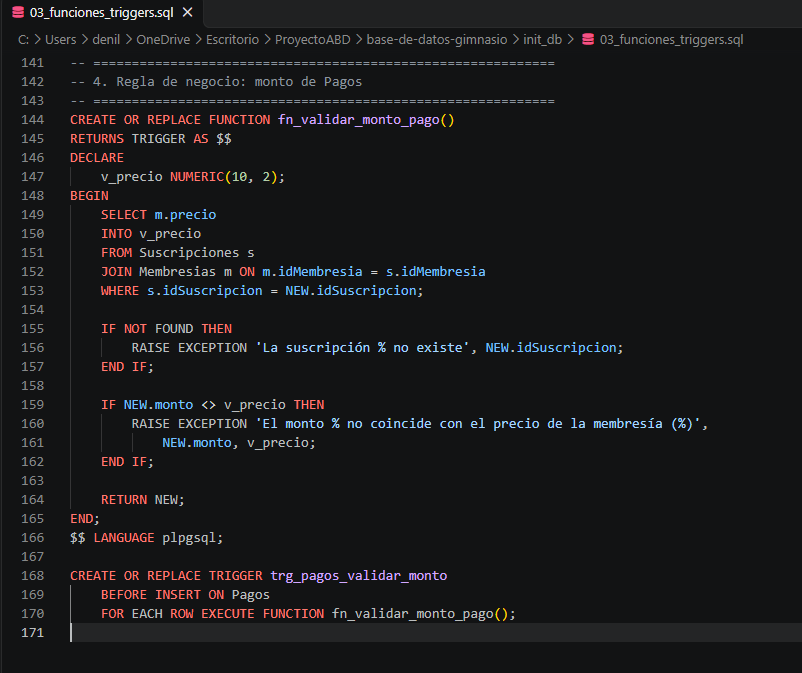 03_funciones_triggers.sql
C: > Users > denil > OneDrive > Escritorio > ProyectoABD > base-de-datos-gimnasio > init_db > 03_funciones_triggers.sql
141 -- ============================================================
142 -- 4. Regla de negocio: monto de Pagos
143 -- ============================================================
144 CREATE OR REPLACE FUNCTION fn_validar_monto_pago()
145 RETURNS TRIGGER AS $$
146 DECLARE
147     v_precio NUMERIC(10, 2);
148 BEGIN
149     SELECT m.precio
150     INTO v_precio
151     FROM Suscripciones s
152     JOIN Membresias m ON m.idMembresia = s.idMembresia
153     WHERE s.idSuscripcion = NEW.idSuscripcion;
154
155     IF NOT FOUND THEN
156         RAISE EXCEPTION 'La suscripción % no existe', NEW.idSuscripcion;
157     END IF;
158
159     IF NEW.monto <> v_precio THEN
160         RAISE EXCEPTION 'El monto % no coincide con el precio de la membresía (%)',
161             NEW.monto, v_precio;
162     END IF;
163
164     RETURN NEW;
165 END;
166 $$ LANGUAGE plpgsql;
167
168 CREATE OR REPLACE TRIGGER trg_pagos_validar_monto
169     BEFORE INSERT ON Pagos
170     FOR EACH ROW EXECUTE FUNCTION fn_validar_monto_pago();
171